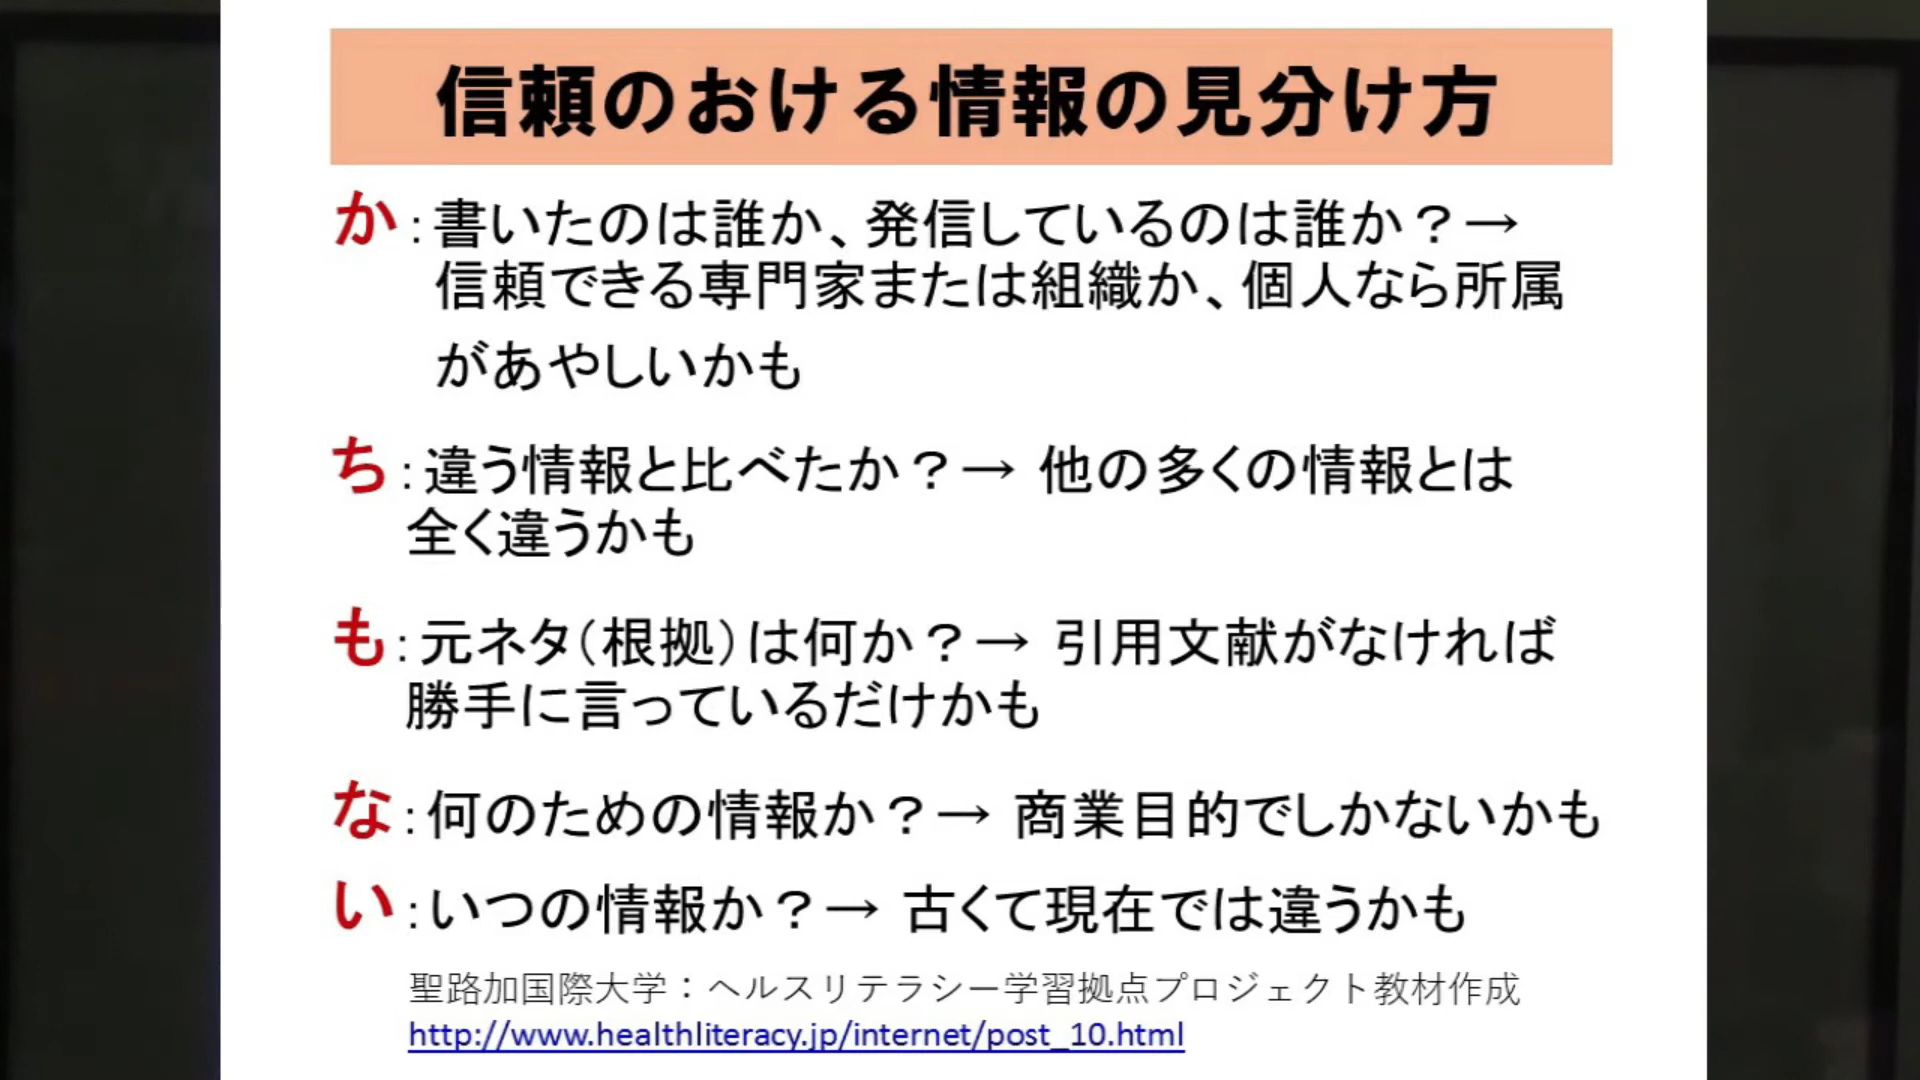 信頼のおける情報の見分け方
か：書いたのは誰か、発信しているのは誰か？→
信頼できる専門家または組織か、個人なら所属
があやしいかも
ち：違う情報と比べたか？→ 他の多くの情報とは
全く違うかも
も：元ネタ（根拠）は何か？→ 引用文献がなければ
勝手に言っているだけかも
な：何のための情報か？→ 商業目的でしかないかも
い：いつの情報か？→ 古くて現在では違うかも
聖路加国際大学：ヘルスリテラシー学習拠点プロジェクト教材作成
http://www.healthliteracy.jp/internet/post_10.html